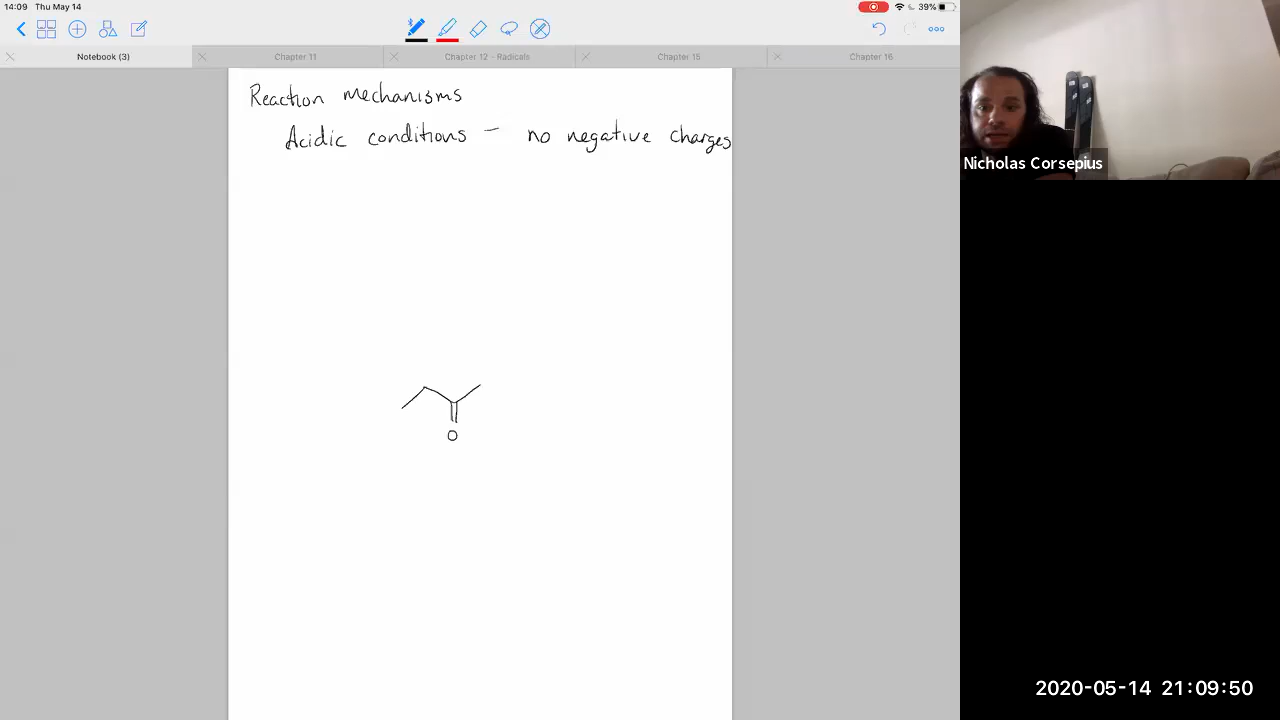 14:09 Thu May 14
39%
Notebook (3)
Chapter 11
Chapter 12 - Radicals
Chapter 15
Chapter 16
Reaction mechanisms
Acidic conditions - no negative charges
O
Nicholas Corsepius
2020-05-14 21:09:50